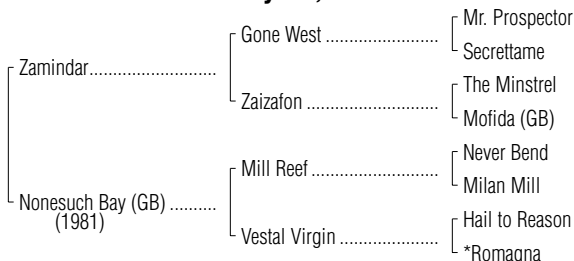 Mr. Prospector
Gone West
Secrettame
Zamindar
The Minstrel
Zaizafon
Mofida (GB)
Never Bend
Mill Reef
Milan Mill
Nonesuch Bay (GB)
(1981)
Hail to Reason
Vestal Virgin
*Romagna